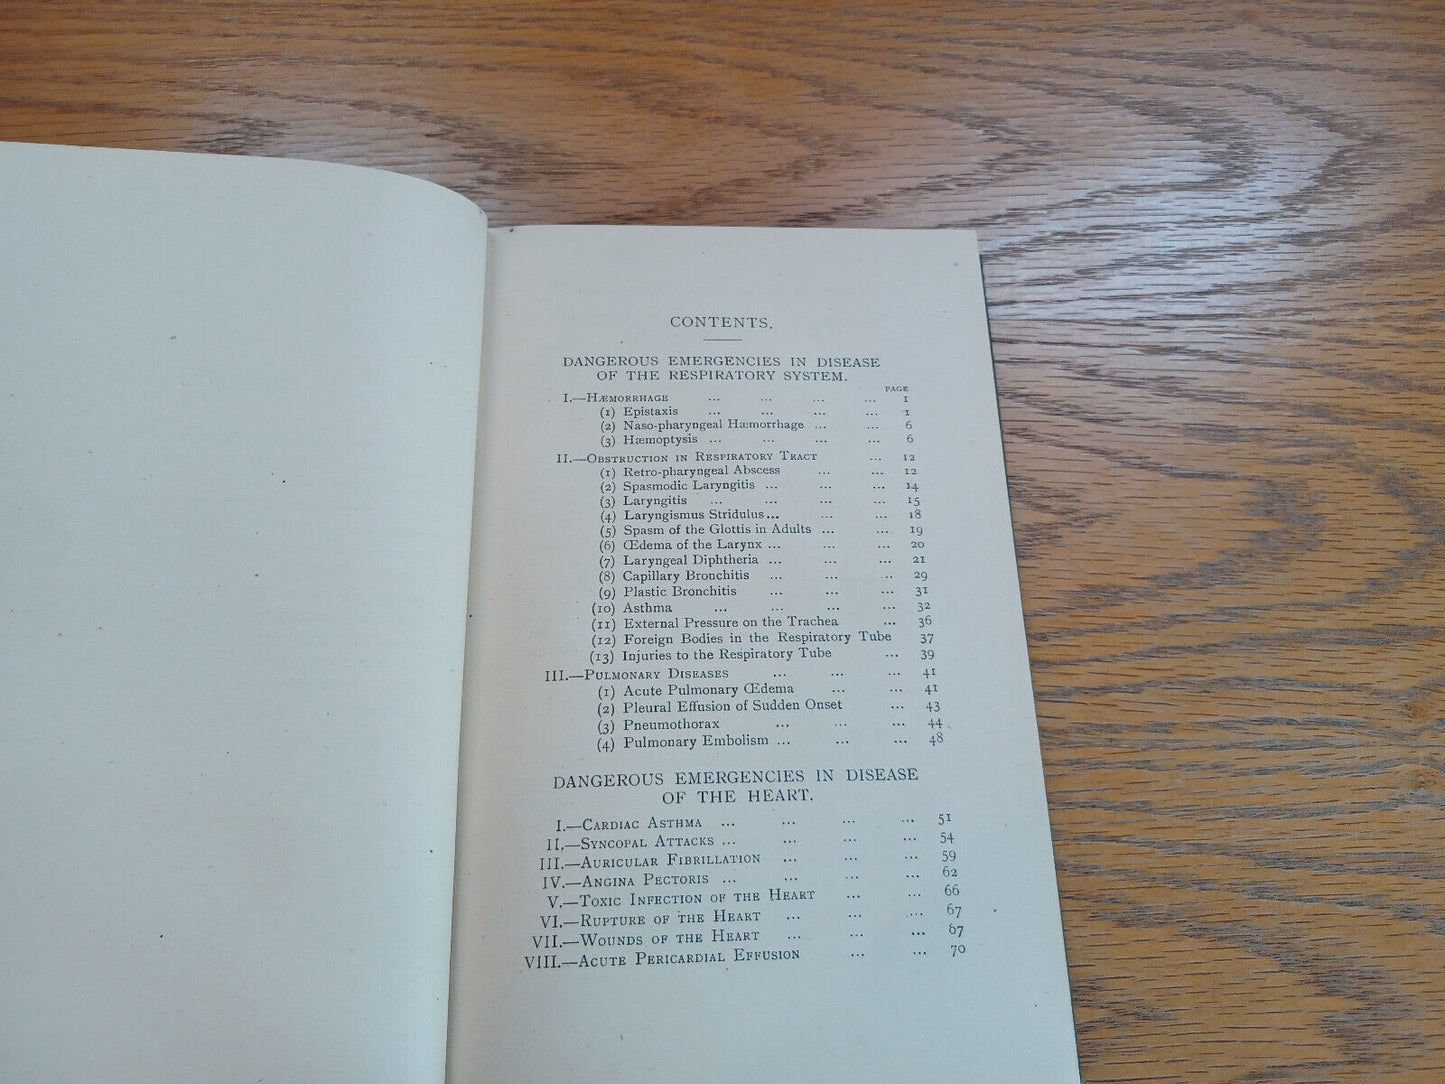 CONTENTS.
DANGEROUS EMERGENCIES IN DISEASE
OF THE RESPIRATORY SYSTEM.
PAGE
I.—HÆMORRHAGE ... ... ... ... 1
(1) Epistaxis ... ... ... ... 1
(2) Naso-pharyngeal Hæmorrhage ... ... 6
(3) Hæmoptysis ... ... ... ... 6
II.—OBSTRUCTION IN RESPIRATORY TRACT ... 12
(1) Retro-pharyngeal Abscess ... ... 12
(2) Spasmodic Laryngitis ... ... ... 14
(3) Laryngitis ... ... ... ... 15
(4) Laryngismus Stridulus ... ... ... 18
(5) Spasm of the Glottis in Adults ... ... 19
(6) Œdema of the Larynx ... ... ... 20
(7) Laryngeal Diphtheria ... ... ... 21
(8) Capillary Bronchitis ... ... ... 29
(9) Plastic Bronchitis ... ... ... 31
(10) Asthma ... ... ... ... 32
(11) External Pressure on the Trachea ... 36
(12) Foreign Bodies in the Respiratory Tube 37
(13) Injuries to the Respiratory Tube ... 39
III.—PULMONARY DISEASES ... ... ... 41
(1) Acute Pulmonary Œdema ... ... 41
(2) Pleural Effusion of Sudden Onset ... 43
(3) Pneumothorax ... ... ... 44
(4) Pulmonary Embolism ... ... ... 48
DANGEROUS EMERGENCIES IN DISEASE
OF THE HEART.
I.—CARDIAC ASTHMA ... ... ... ... 51
II.—SYNCOPAL ATTACKS ... ... ... ... 54
III.—AURICULAR FIBRILLATION ... ... ... 59
IV.—ANGINA PECTORIS ... ... ... ... 62
V.—TOXIC INFECTION OF THE HEART ... ... 66
VI.—RUPTURE OF THE HEART ... ... ... 67
VII.—WOUNDS OF THE HEART ... ... ... 67
VIII.—ACUTE PERICARDIAL EFFUSION ... ... 70